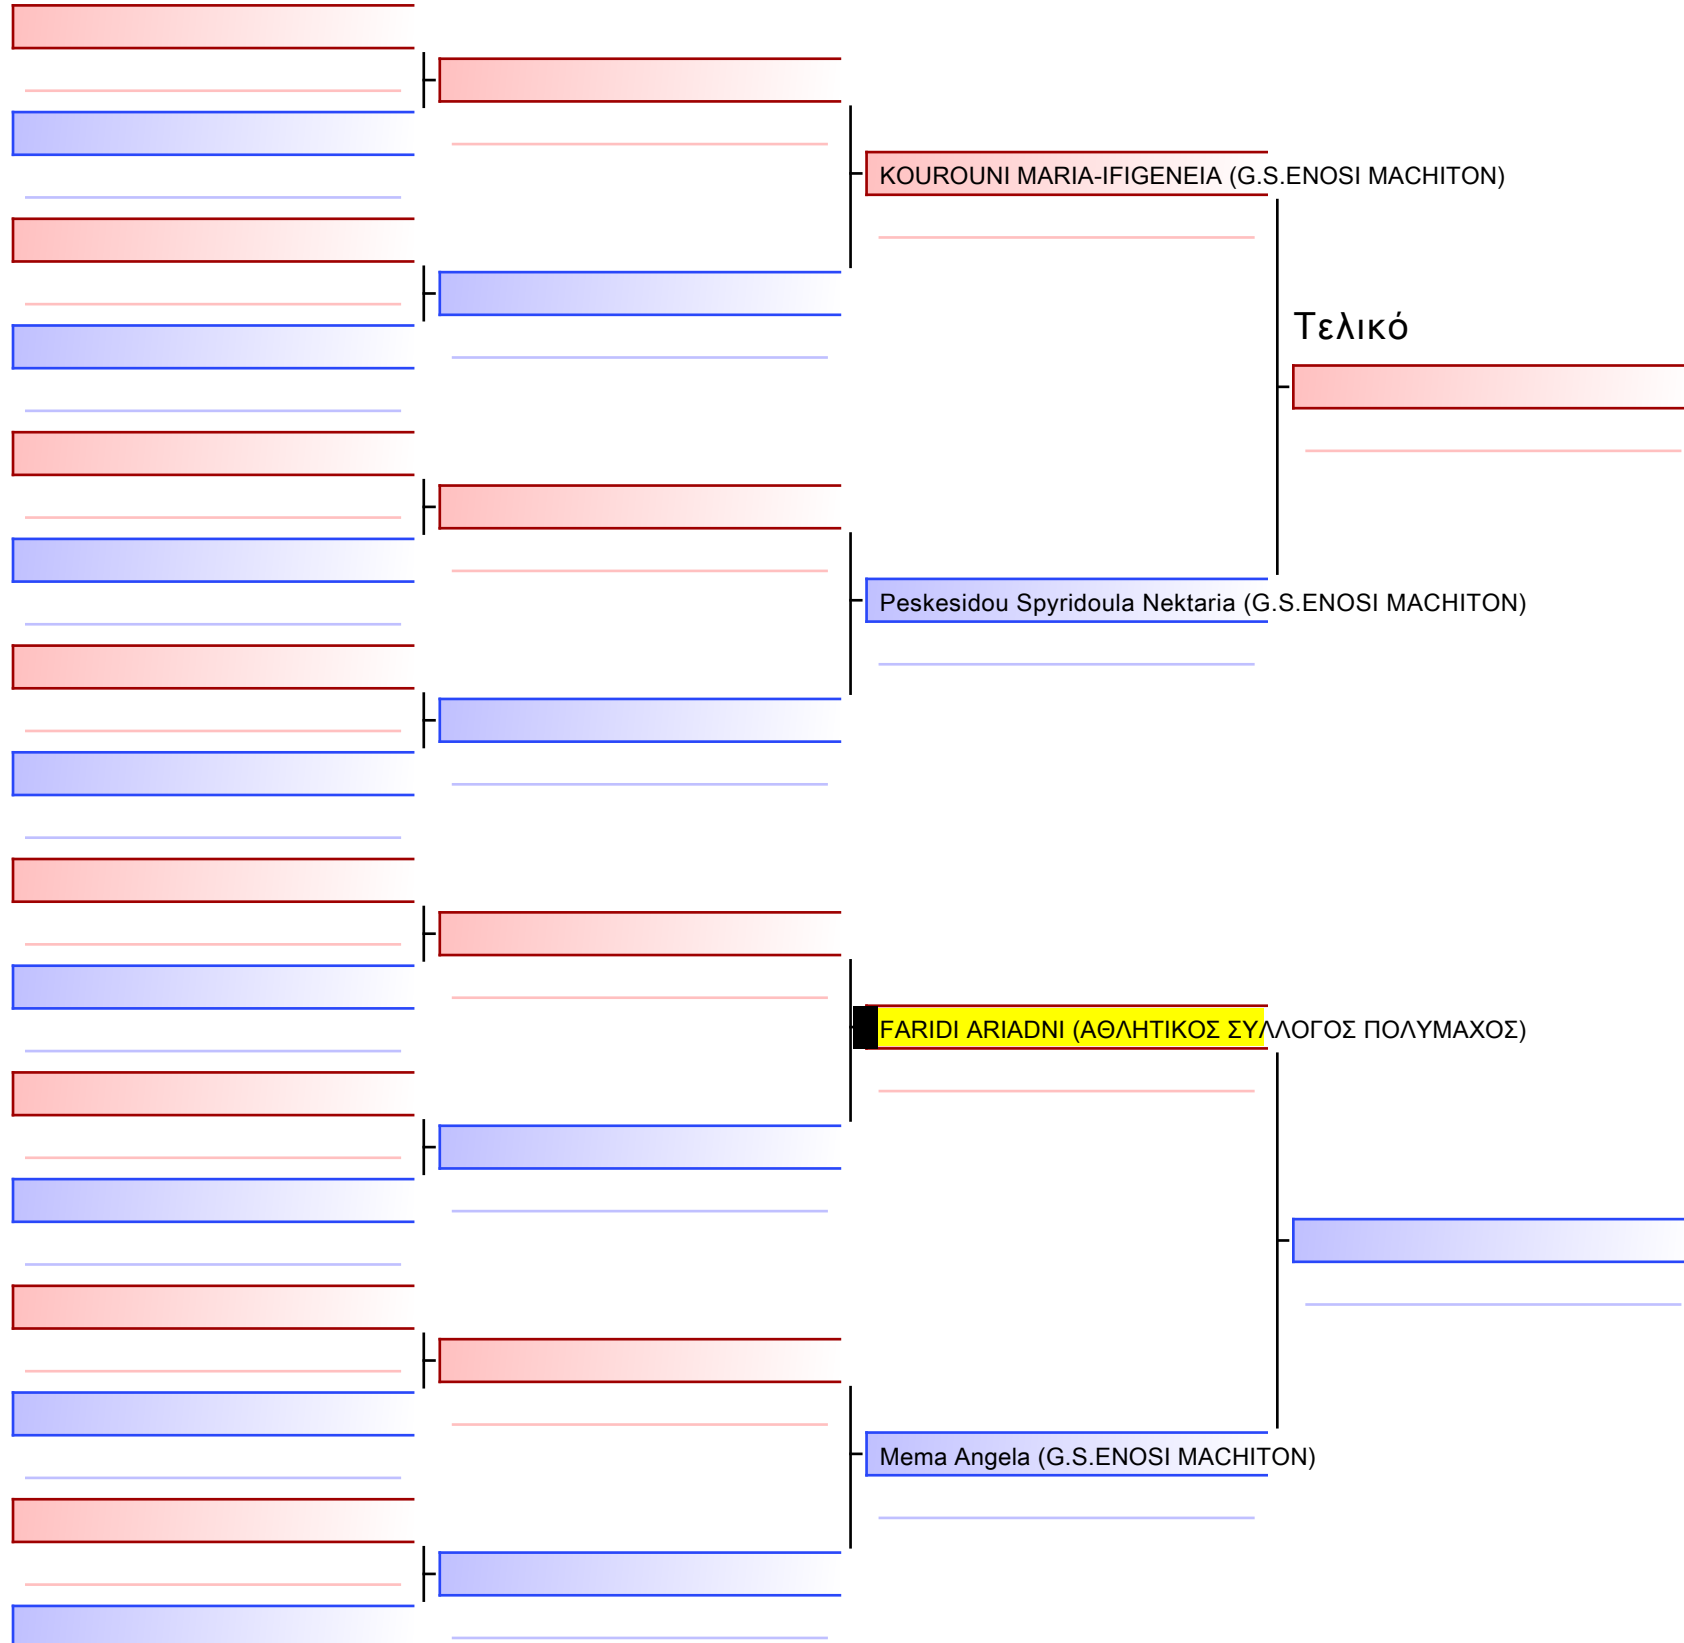 KOUROUNI MARIA-IFIGENEIA (G.S.ENOSI MACHITON)
Τελικό
Peskesidou Spyridoula Nektaria (G.S.ENOSI MACHITON)
FARIDI ARIADNI (ΑΘΛΗΤΙΚΟΣ ΣΥΛΛΟΓΟΣ ΠΟΛΥΜΑΧΟΣ)
Mema Angela (G.S.ENOSI MACHITON)